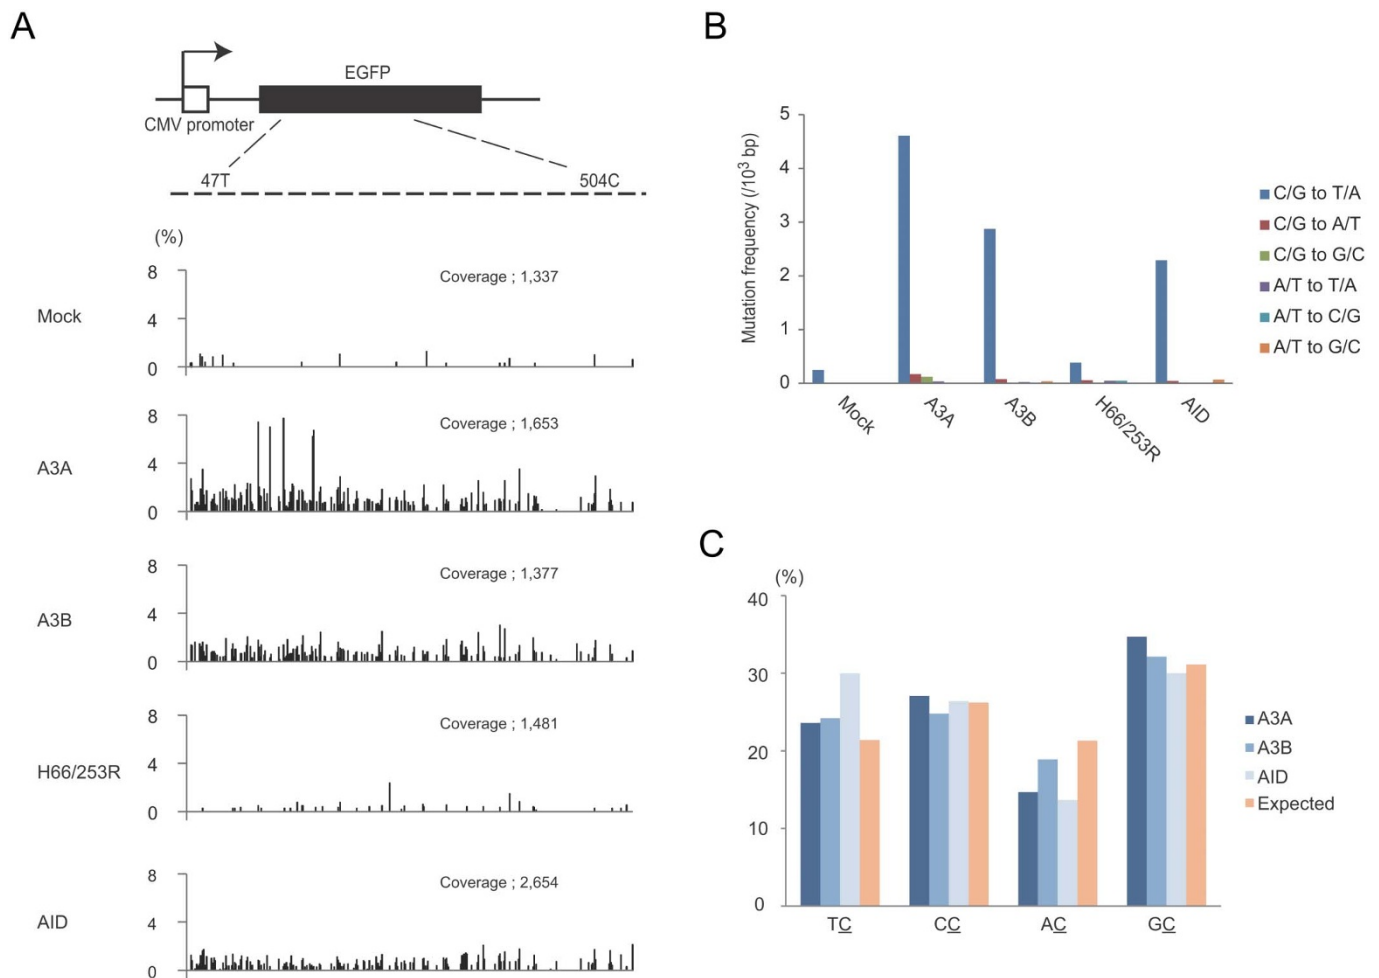 A
EGFP
CMV promoter
47T
504C
(%)
Mock
8
4
0
Coverage ; 1,337
A3A
8
4
0
Coverage ; 1,653
A3B
8
4
0
Coverage ; 1,377
H66/253R
8
4
0
Coverage ; 1,481
AID
8
4
0
Coverage ; 2,654
B
Mutation frequency (/10³ bp)
5
4
3
2
1
0
Mock
A3A
A3B
H66/253R
AID
C/G to T/A
C/G to A/T
C/G to G/C
A/T to T/A
A/T to C/G
A/T to G/C
C
(%)
40
30
20
10
0
TC
CC
AC
GC
A3A
A3B
AID
Expected